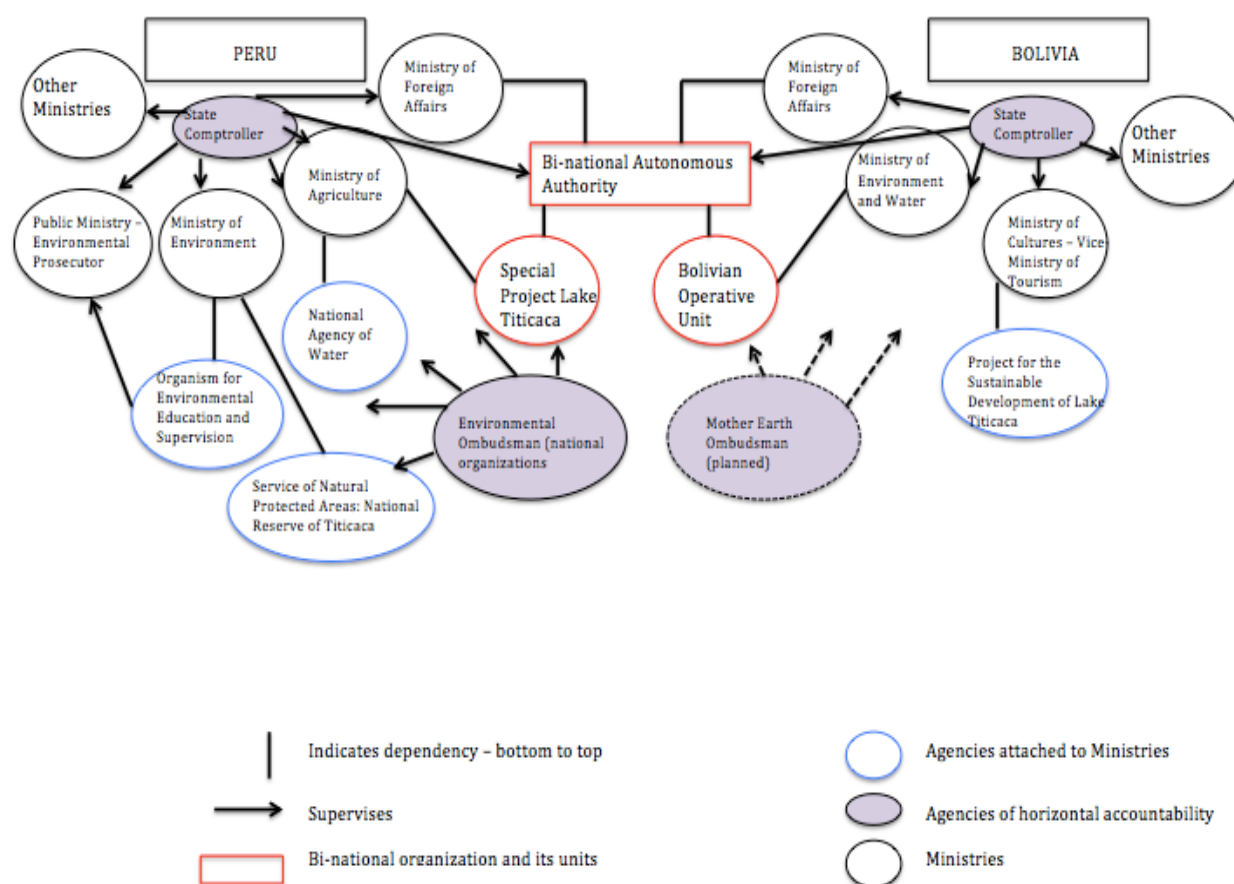 PERU
BOLIVIA
Other
Ministries
State
Comptroller
Ministry of
Foreign
Affairs
Ministry of
Foreign
Affairs
State
Comptroller
Other
Ministries
Bi-national Autonomous
Authority
Ministry of
Agriculture
Ministry of
Environment
and Water
Public Ministry –
Environmental
Prosecutor
Ministry of
Environment
Ministry of
Cultures – Vice
Ministry of
Tourism
Special
Project Lake
Titicaca
Bolivian
Operative
Unit
National
Agency of
Water
Organism for
Environmental
Education and
Supervision
Project for the
Sustainable
Development of Lake
Titicaca
Environmental
Ombudsman (national
organizations
Mother Earth
Ombudsman
(planned)
Service of Natural
Protected Areas: National
Reserve of Titicaca
Indicates dependency – bottom to top
Agencies attached to Ministries
Supervises
Agencies of horizontal accountability
Bi-national organization and its units
Ministries